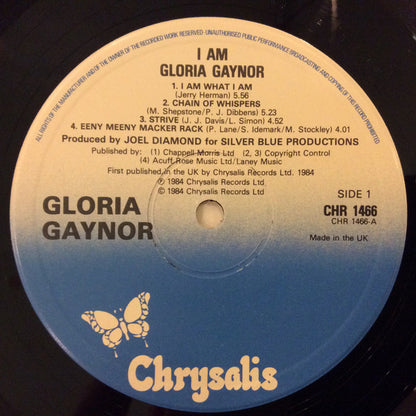 ALL RIGHTS OF THE MANUFACTURER AND OF THE OWNER OF THE RECORDED WORK RESERVED·UNAUTHORISED PUBLIC PERFORMANCE BROADCASTING AND COPYING OF THIS RECORD PROHIBITED.
I AM
GLORIA GAYNOR
1. I AM WHAT I AM
(Jerry Herman) 5.56
2. CHAIN OF WHISPERS
(M. Shepstone/P. J. Dibbens) 5.23
3. STRIVE (J. J. Davis/L. Simon) 4.52
4. EENY MEENY MACKER RACK (P. Lane/S. Idemark/M. Stockley) 4.01
Produced by JOEL DIAMOND for SILVER BLUE PRODUCTIONS
Published by: (1) Chappell Morris Ltd (2, 3) Copyright Control
(4) Acuff Rose Music Ltd/Laney Music
First published in the UK by Chrysalis Records Ltd. 1984
℗ 1984 Chrysalis Records Ltd
© 1984 Chrysalis Records Ltd
SIDE 1
GLORIA
GAYNOR
CHR 1466
CHR 1466-A
Made in the UK
Chrysalis